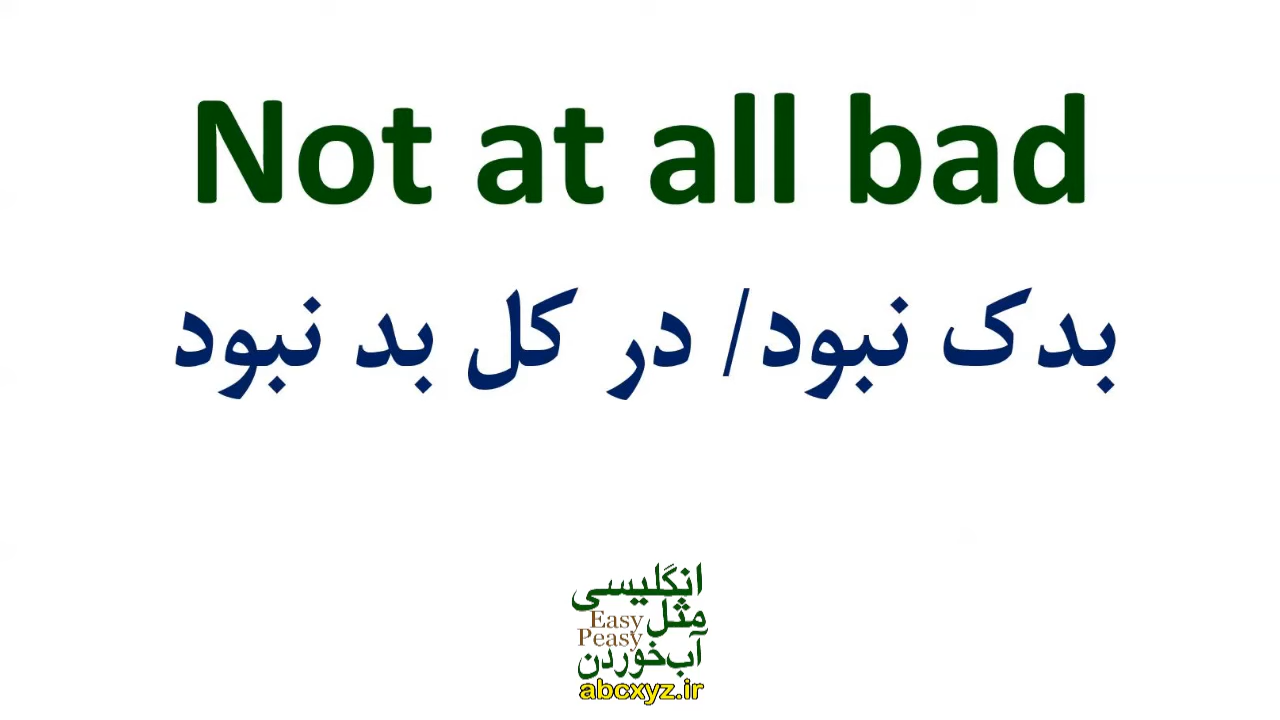 Not at all bad
بدک نبود/ در کل بد نبود
انگلیسی
مثل
Easy
Peasy
آب‌خوردن
abcxyz.ir